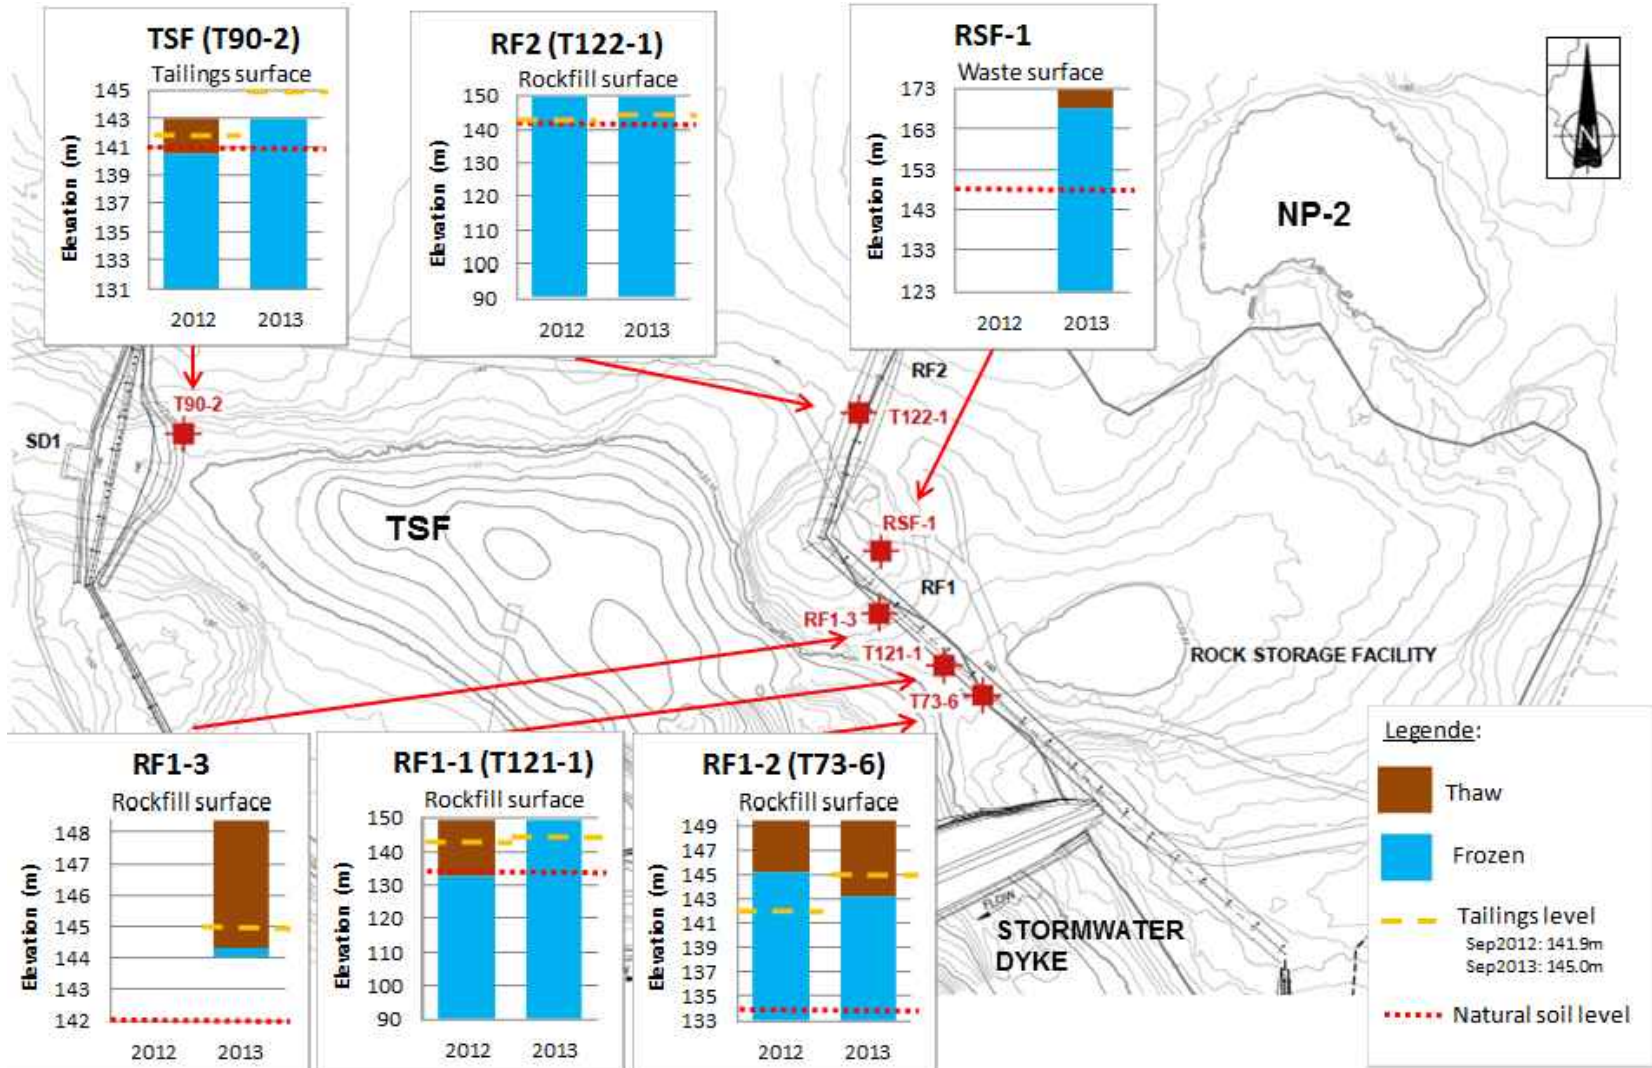 TSF (T90-2)
Tailings surface
Elevation (m)
145
143
141
139
137
135
133
131
2012 2013
RF2 (T122-1)
Rockfill surface
Elevation (m)
150
140
130
120
110
100
90
2012 2013
RSF-1
Waste surface
Elevation (m)
173
163
153
143
133
123
2012 2013
N
NP-2
RF2
T90-2
T122-1
SD1
TSF
RSF-1
RF1
RF1-3
T121-1
ROCK STORAGE FACILITY
T73-6
RF1-3
Rockfill surface
Elevation (m)
148
147
146
145
144
143
142
2012 2013
RF1-1 (T121-1)
Rockfill surface
Elevation (m)
150
140
130
120
110
100
90
2012 2013
RF1-2 (T73-6)
Rockfill surface
Elevation (m)
149
147
145
143
141
139
137
135
133
2012 2013
FLOW
STORMWATER
DYKE
Legende:
Thaw
Frozen
Tailings level
Sep2012: 141.9m
Sep2013: 145.0m
Natural soil level